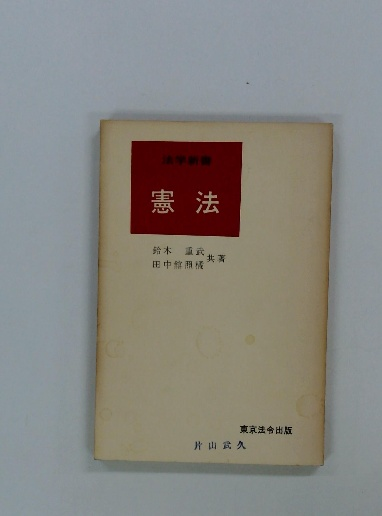 法学新書
憲法
鈴木 重武
田中館照橘 共著
東京法令出版
片山武久